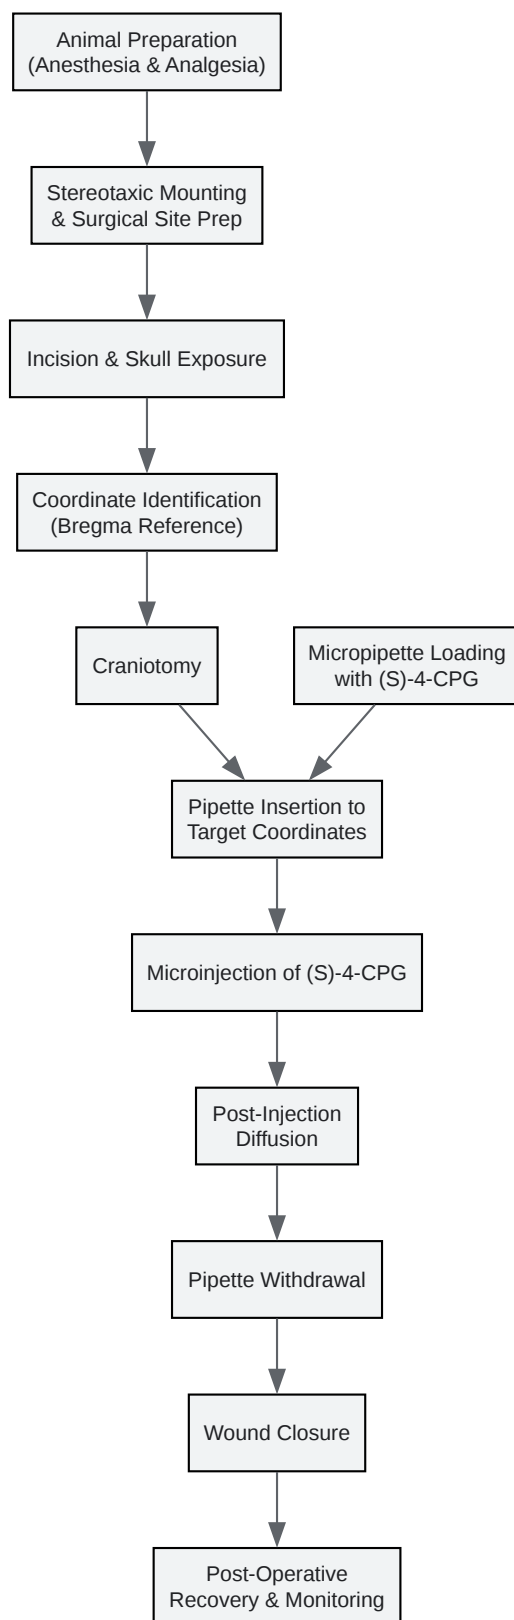 Animal Preparation
(Anesthesia & Analgesia)
Stereotaxic Mounting
& Surgical Site Prep
Incision & Skull Exposure
Coordinate Identification
(Bregma Reference)
Craniotomy
Micropipette Loading
with (S)-4-CPG
Pipette Insertion to
Target Coordinates
Microinjection of (S)-4-CPG
Post-Injection
Diffusion
Pipette Withdrawal
Wound Closure
Post-Operative
Recovery & Monitoring